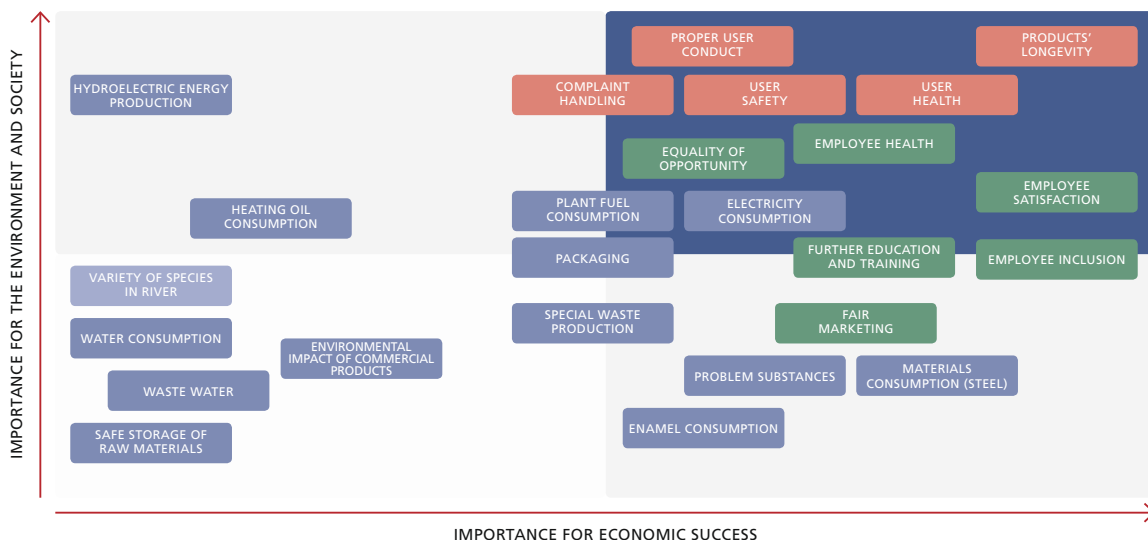 IMPORTANCE FOR THE ENVIRONMENT AND SOCIETY
PROPER USER
CONDUCT
PRODUCTS'
LONGEVITY
HYDROELECTRIC ENERGY
PRODUCTION
COMPLAINT
HANDLING
USER
SAFETY
USER
HEALTH
EMPLOYEE HEALTH
EQUALITY OF
OPPORTUNITY
EMPLOYEE
SATISFACTION
HEATING OIL
CONSUMPTION
PLANT FUEL
CONSUMPTION
ELECTRICITY
CONSUMPTION
PACKAGING
FURTHER EDUCATION
AND TRAINING
EMPLOYEE INCLUSION
VARIETY OF SPECIES
IN RIVER
SPECIAL WASTE
PRODUCTION
FAIR
MARKETING
WATER CONSUMPTION
ENVIRONMENTAL
IMPACT OF COMMERCIAL
PRODUCTS
PROBLEM SUBSTANCES
MATERIALS
CONSUMPTION (STEEL)
WASTE WATER
ENAMEL CONSUMPTION
SAFE STORAGE OF
RAW MATERIALS
IMPORTANCE FOR ECONOMIC SUCCESS